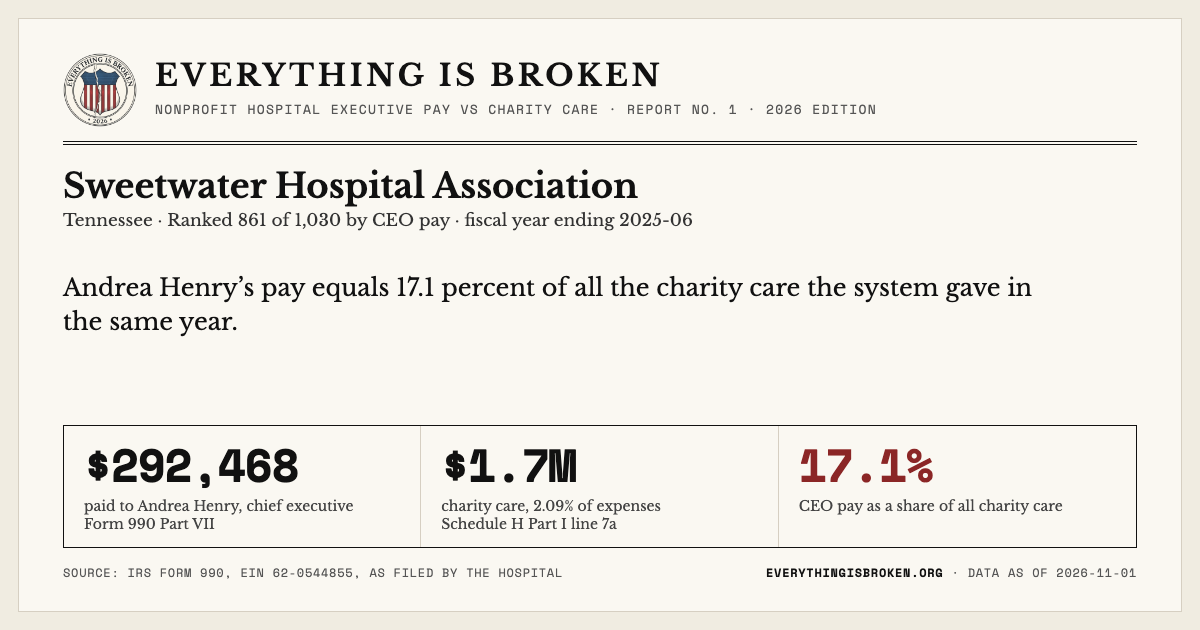 EVERYTHING IS BROKEN
· 2026 ·
EVERYTHING IS BROKEN
NONPROFIT HOSPITAL EXECUTIVE PAY VS CHARITY CARE · REPORT NO. 1 · 2026 EDITION
Sweetwater Hospital Association
Tennessee · Ranked 861 of 1,030 by CEO pay · fiscal year ending 2025-06
Andrea Henry’s pay equals 17.1 percent of all the charity care the system gave in
the same year.
$292,468
paid to Andrea Henry, chief executive
Form 990 Part VII
$1.7M
charity care, 2.09% of expenses
Schedule H Part I line 7a
17.1%
CEO pay as a share of all charity care
SOURCE: IRS FORM 990, EIN 62-0544855, AS FILED BY THE HOSPITAL
EVERYTHINGISBROKEN.ORG · DATA AS OF 2026-11-01